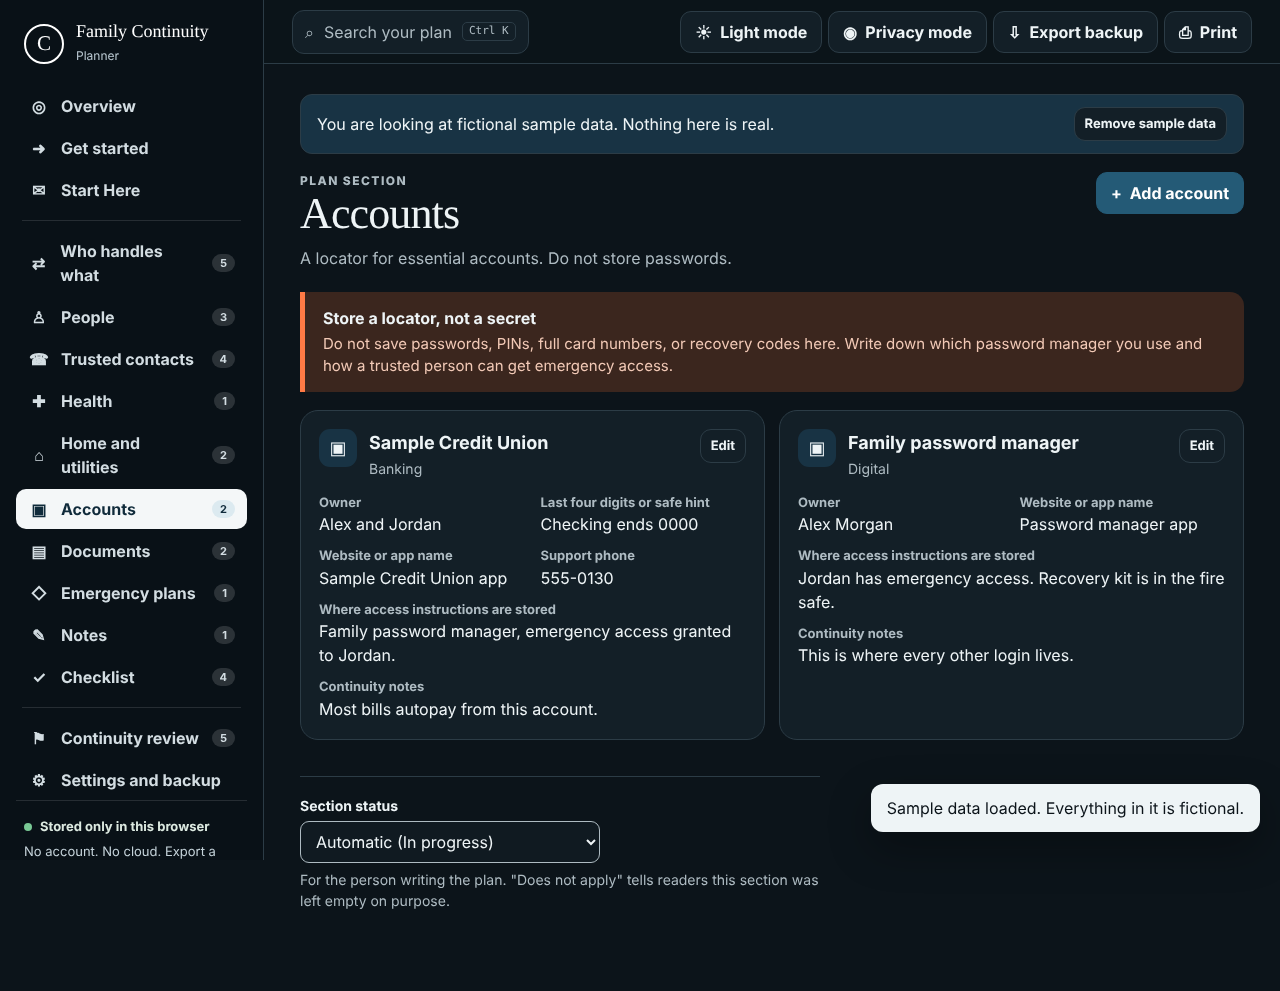 C
Family Continuity
Planner
Search your plan
Ctrl K
Light mode
Privacy mode
Export backup
Print
Overview
Get started
Start Here
Who handles
what
5
People
3
Trusted contacts
4
Health
1
Home and
utilities
2
Accounts
2
Documents
2
Emergency plans
1
Notes
1
Checklist
4
Continuity review
5
Settings and backup
Stored only in this browser
No account. No cloud. Export a
You are looking at fictional sample data. Nothing here is real.
Remove sample data
PLAN SECTION
Accounts
+ Add account
A locator for essential accounts. Do not store passwords.
Store a locator, not a secret
Do not save passwords, PINs, full card numbers, or recovery codes here. Write down which password manager you use and
how a trusted person can get emergency access.
Sample Credit Union
Edit
Banking
Owner
Alex and Jordan
Last four digits or safe hint
Checking ends 0000
Website or app name
Sample Credit Union app
Support phone
555-0130
Where access instructions are stored
Family password manager, emergency access granted
to Jordan.
Continuity notes
Most bills autopay from this account.
Family password manager
Edit
Digital
Owner
Alex Morgan
Website or app name
Password manager app
Where access instructions are stored
Jordan has emergency access. Recovery kit is in the fire
safe.
Continuity notes
This is where every other login lives.
Section status
Automatic (In progress)
For the person writing the plan. "Does not apply" tells readers this section was
left empty on purpose.
Sample data loaded. Everything in it is fictional.